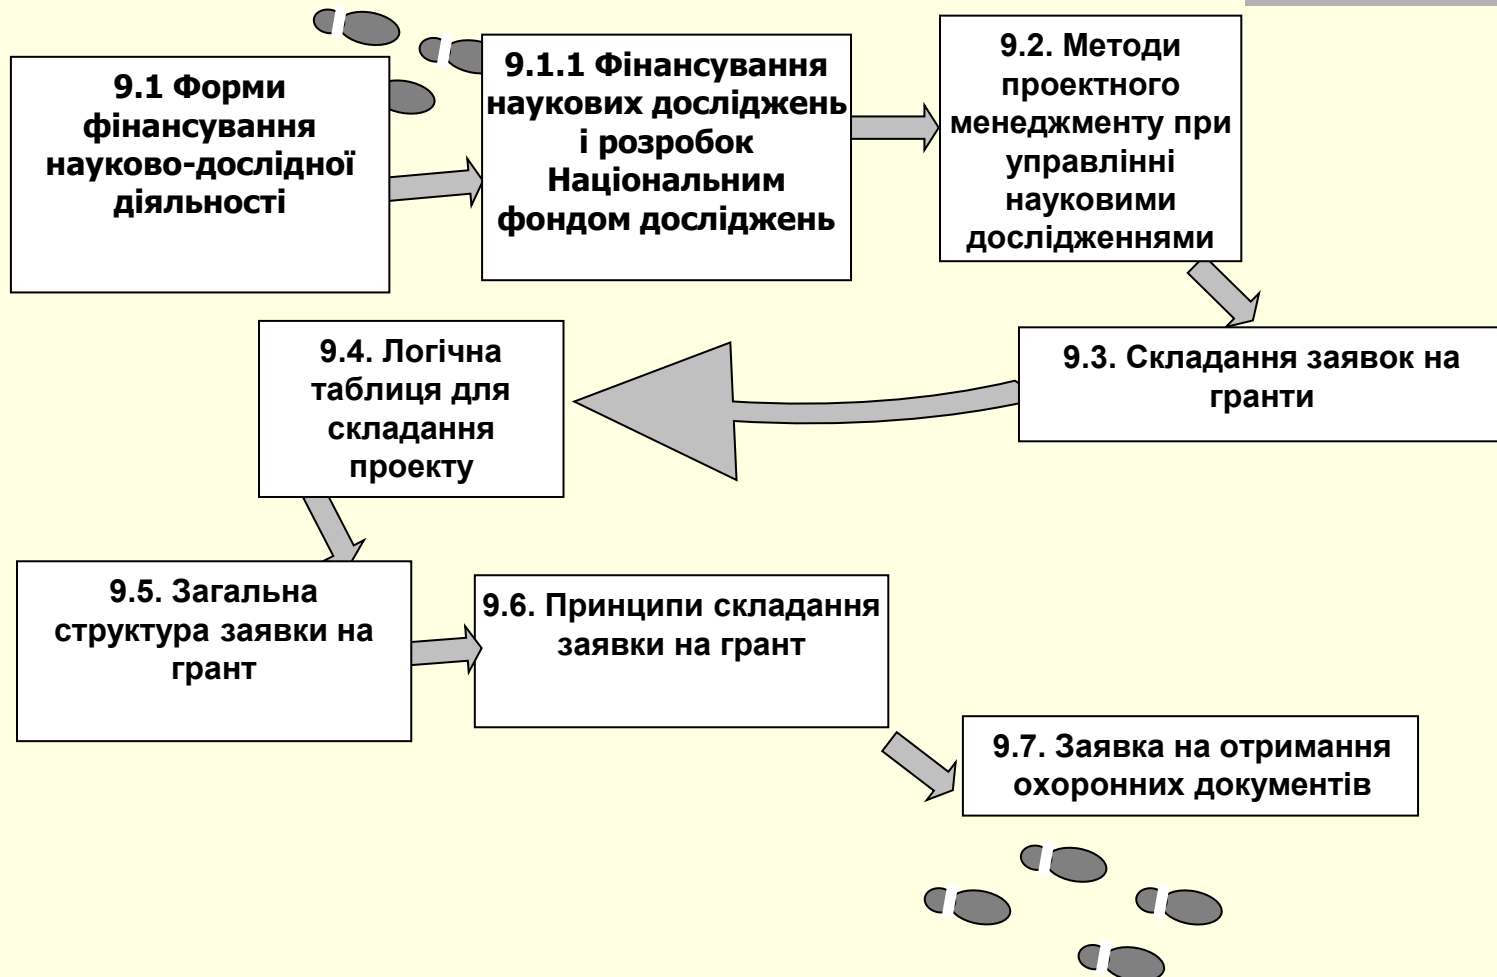 9.1 Форми
фінансування
науково-дослідної
діяльності
9.1.1 Фінансування
наукових досліджень
і розробок
Національним
фондом досліджень
9.2. Методи
проектного
менеджменту при
управлінні
науковими
дослідженнями
9.3. Складання заявок на
гранти
9.4. Логічна
таблиця для
складання
проекту
9.5. Загальна
структура заявки на
грант
9.6. Принципи складання
заявки на грант
9.7. Заявка на отримання
охоронних документів